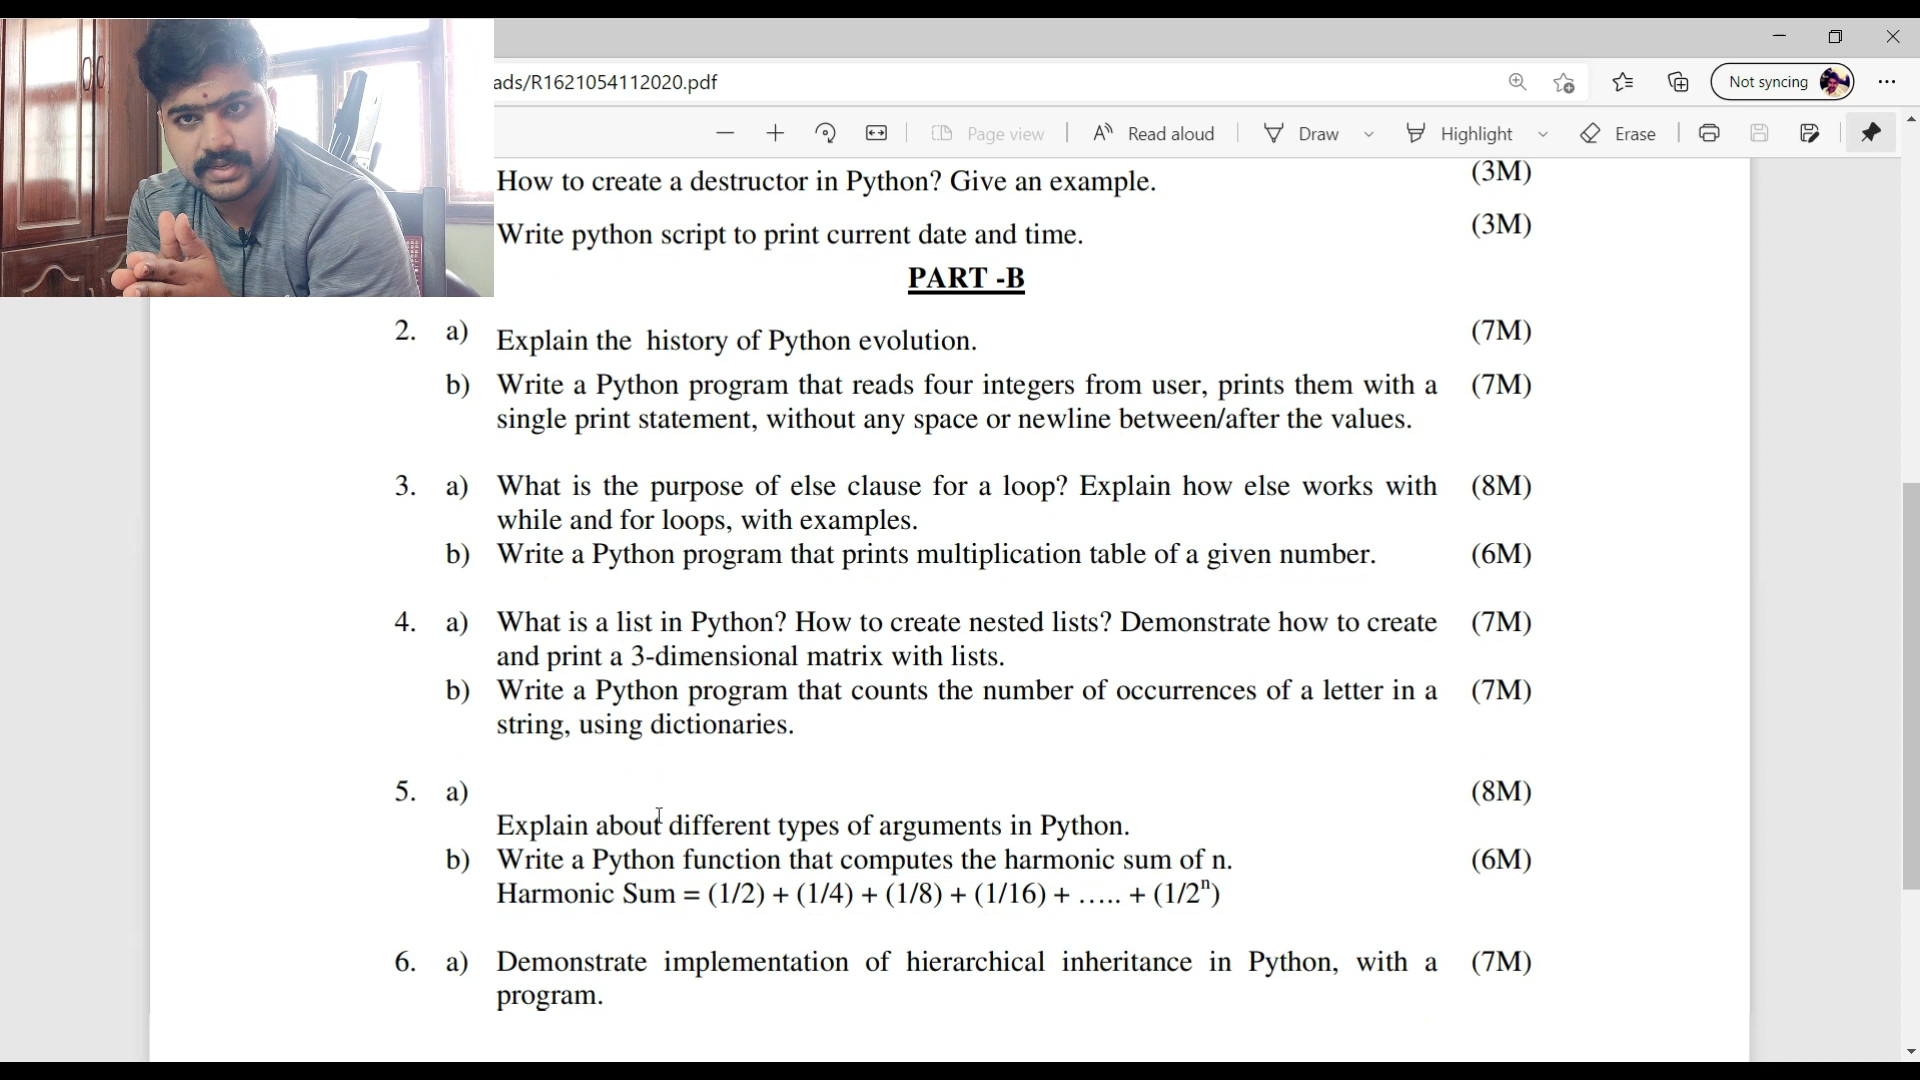 ads/R1621054112020.pdf
Not syncing
Page view
Read aloud
Draw
Highlight
Erase
How to create a destructor in Python? Give an example. (3M)
Write python script to print current date and time. (3M)
PART -B
2. a) Explain the history of Python evolution. (7M)
b) Write a Python program that reads four integers from user, prints them with a (7M)
single print statement, without any space or newline between/after the values.
3. a) What is the purpose of else clause for a loop? Explain how else works with (8M)
while and for loops, with examples.
b) Write a Python program that prints multiplication table of a given number. (6M)
4. a) What is a list in Python? How to create nested lists? Demonstrate how to create (7M)
and print a 3-dimensional matrix with lists.
b) Write a Python program that counts the number of occurrences of a letter in a (7M)
string, using dictionaries.
5. a) (8M)
Explain about different types of arguments in Python.
b) Write a Python function that computes the harmonic sum of n. (6M)
Harmonic Sum = (1/2) + (1/4) + (1/8) + (1/16) + ….. + (1/2ⁿ)
6. a) Demonstrate implementation of hierarchical inheritance in Python, with a (7M)
program.